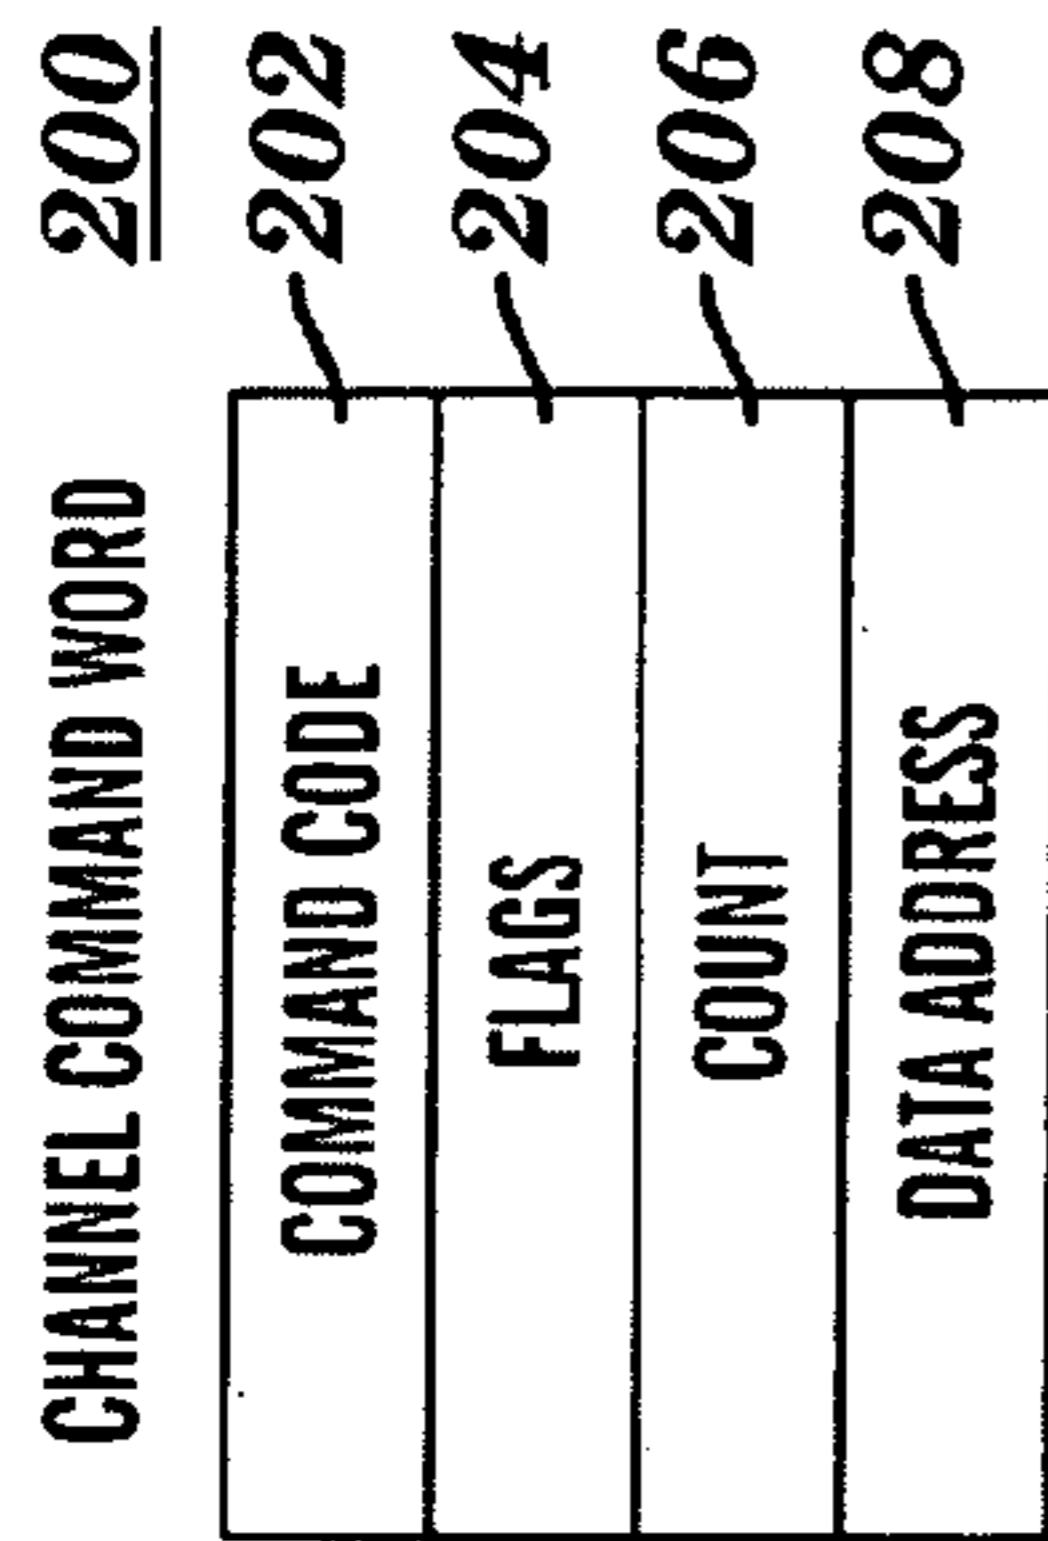 CHANNEL COMMAND WORD 200
COMMAND CODE 202
FLAGS 204
COUNT 206
DATA ADDRESS 208